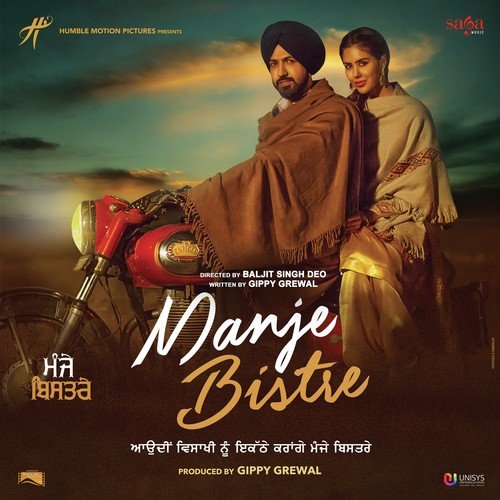 HUMBLE MOTION PICTURES PRESENTS
saga
MUSIC
DIRECTED BY BALJIT SINGH DEO
WRITTEN BY GIPPY GREWAL
Manje
Bistre
ਮੰਜੇ
ਬਿਸਤਰੇ
ਆਉਦੀਂ ਵਿਸਾਖੀ ਨੂੰ ਇਕੱਠੇ ਕਰਾਂਗੇ ਮੰਜੇ ਬਿਸਤਰੇ
PRODUCED BY GIPPY GREWAL
UNISYS